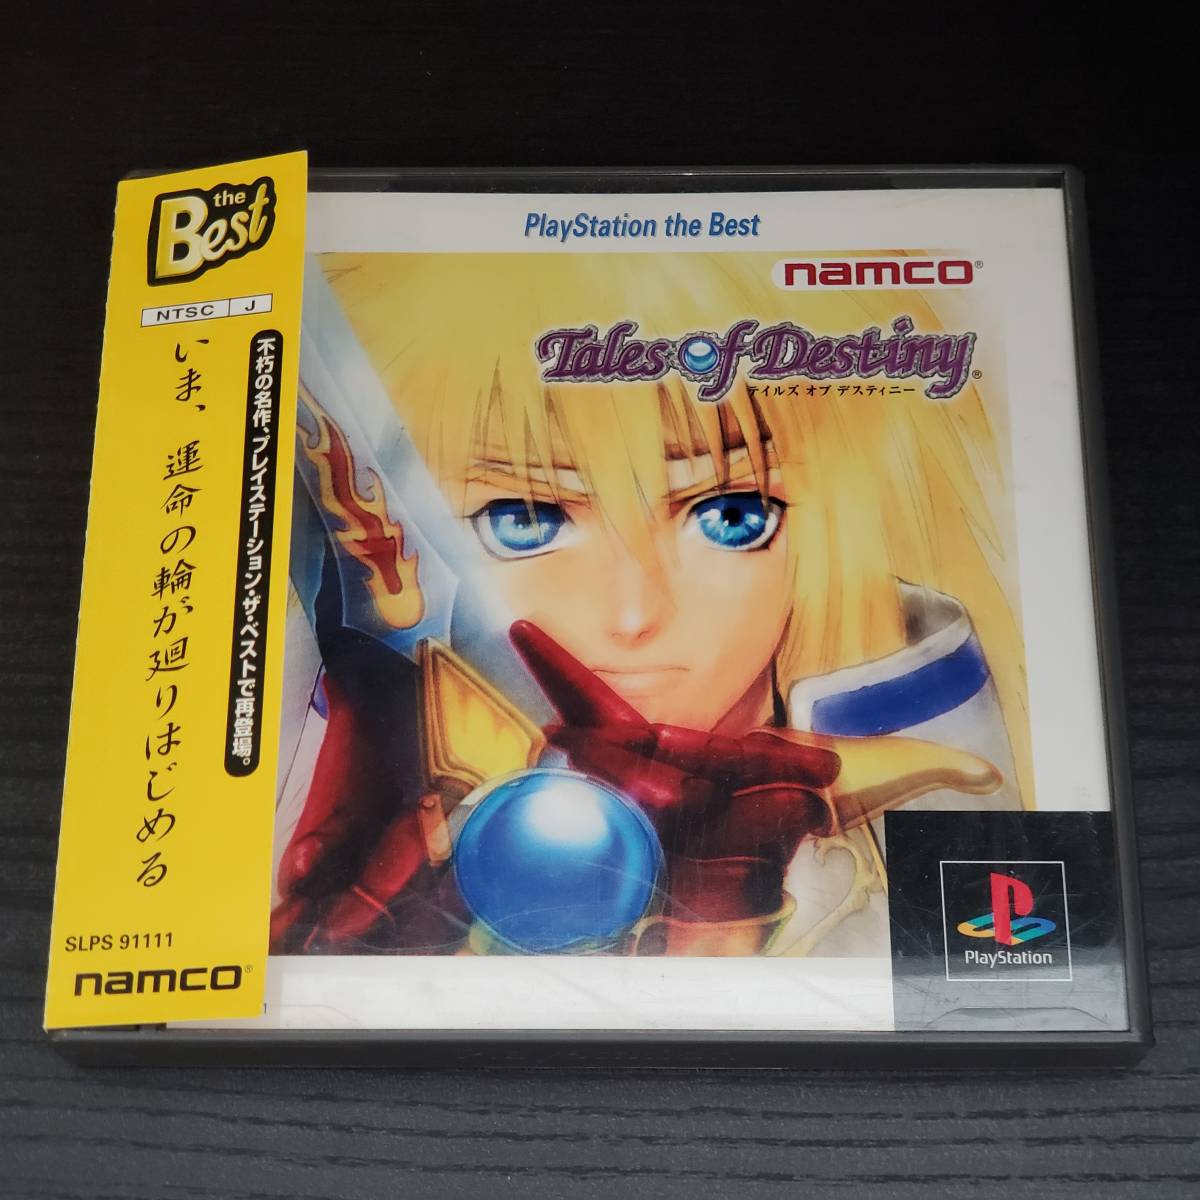 the
Best
NTSC J
不朽の名作、プレイステーション・ザ・ベストで再登場。
いま、運命の輪が廻りはじめる
SLPS 91111
namco®
PlayStation the Best
namco®
Tales of Destiny®
テイルズ オブ デスティニー
PlayStation